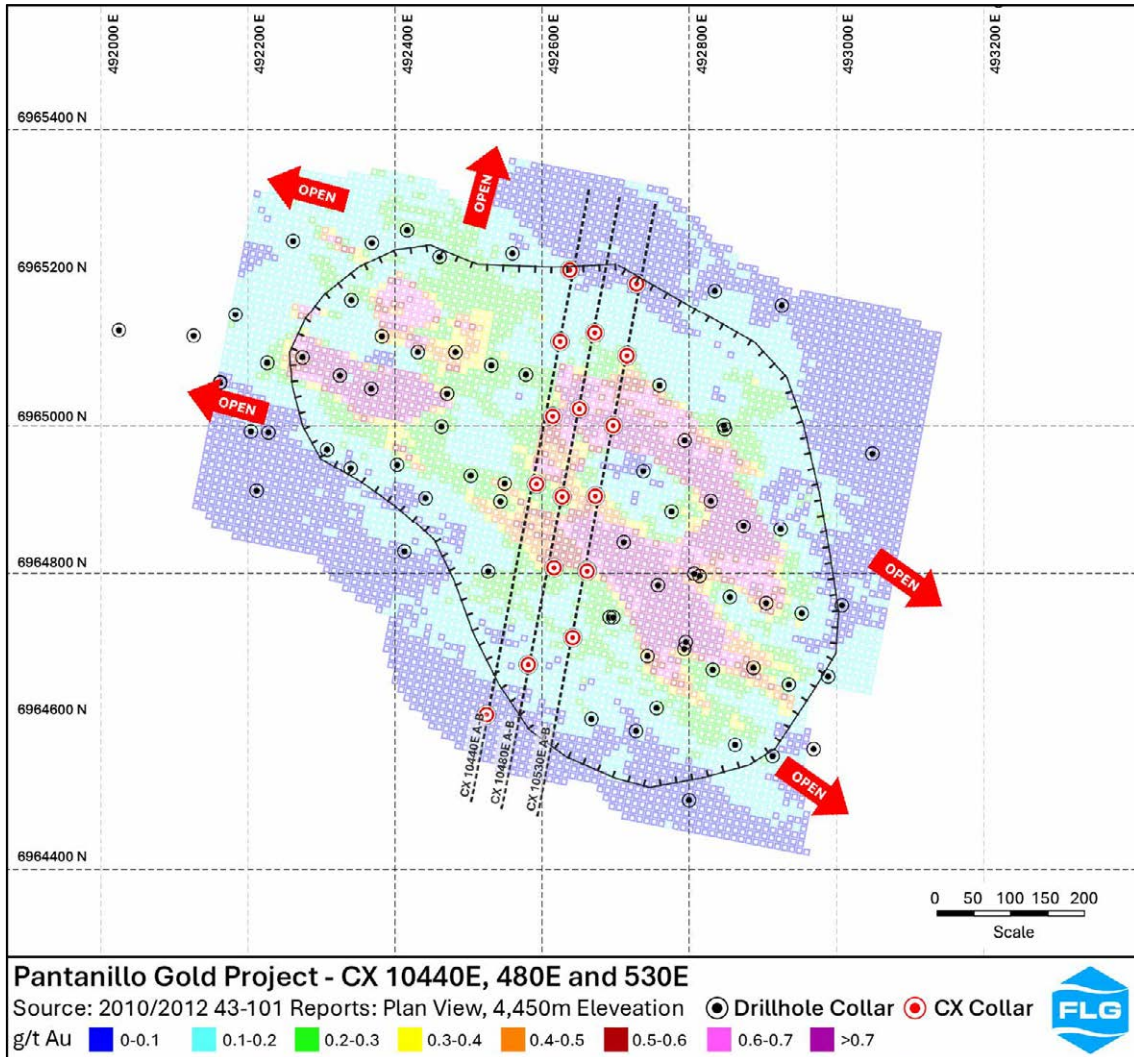 492000 E
492200 E
492400 E
492600 E
492800 E
493000 E
493200 E
6965400 N
OPEN
OPEN
6965200 N
6965000 N
OPEN
6964800 N
OPEN
6964600 N
CX 10440E A-B
CX 10480E A-B
CX 10530E A-B
OPEN
6964400 N
0 50 100 150 200
Scale
Pantanillo Gold Project - CX 10440E, 480E and 530E
Source: 2010/2012 43-101 Reports: Plan View, 4,450m Eleveation
Drillhole Collar
CX Collar
FLG
g/t Au
0-0.1
0.1-0.2
0.2-0.3
0.3-0.4
0.4-0.5
0.5-0.6
0.6-0.7
>0.7